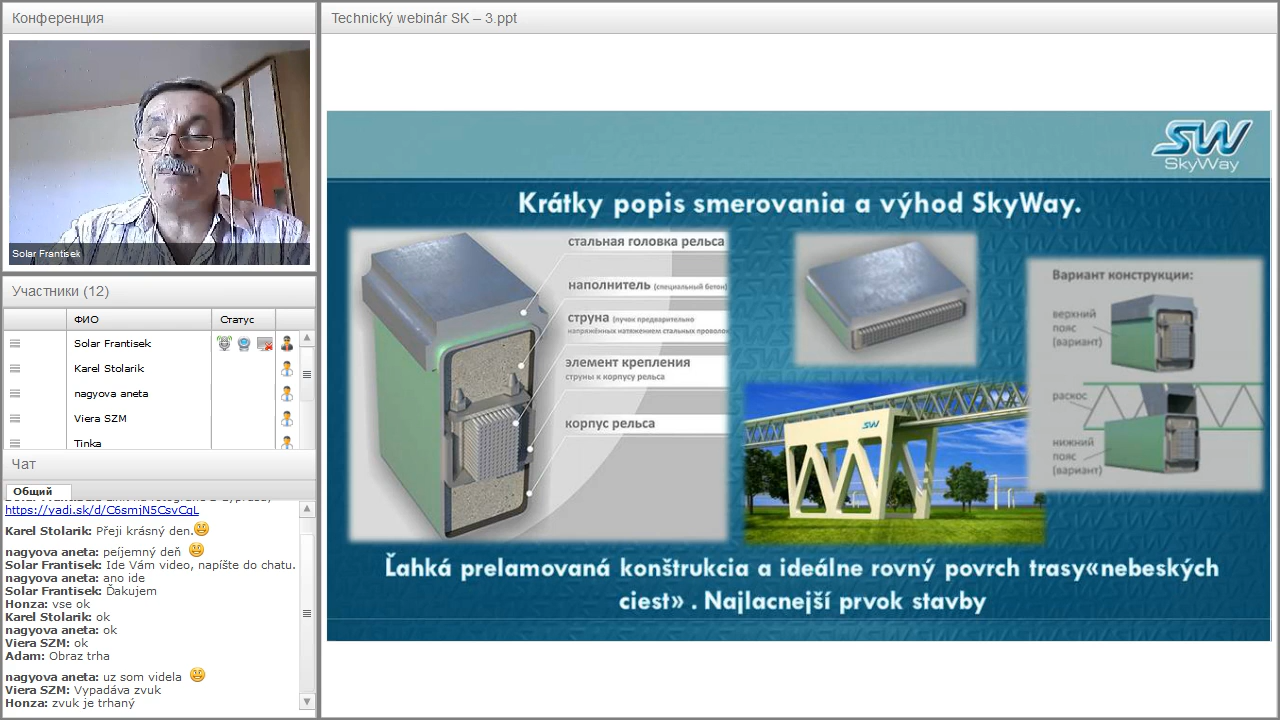 Конференция
Solar Frantisek
Участники (12)
ФИО
Статус
Solar Frantisek
Karel Stolarik
nagyova aneta
Viera SZM
Tinka
Чат
Общий
https://yadi.sk/d/C6smjN5CsvCqL
Karel Stolarik: Přeji krásný den.
nagyova aneta: peíjemný deň
Solar Frantisek: Ide Vám video, napíšte do chatu.
nagyova aneta: ano ide
Solar Frantisek: Ďakujem
Honza: vse ok
Karel Stolarik: ok
nagyova aneta: ok
Viera SZM: ok
Adam: Obraz trha
nagyova aneta: uz som videla
Viera SZM: Vypadáva zvuk
Honza: zvuk je trhaný
Technický webinár SK – 3.ppt
SW
SkyWay
Krátky popis smerovania a výhod SkyWay.
стальная головка рельса
наполнитель (специальный бетон)
струна (пучок предварительно
напряжённых натяжением стальных проволок
элемент крепления
струны к корпусу рельса
корпус рельса
SW
Вариант конструкции:
верхний
пояс
(вариант)
раскос
нижний
пояс
(вариант)
Ľahká prelamovaná konštrukcia a ideálne rovný povrch trasy«nebeských
ciest» . Najlacnejší prvok stavby